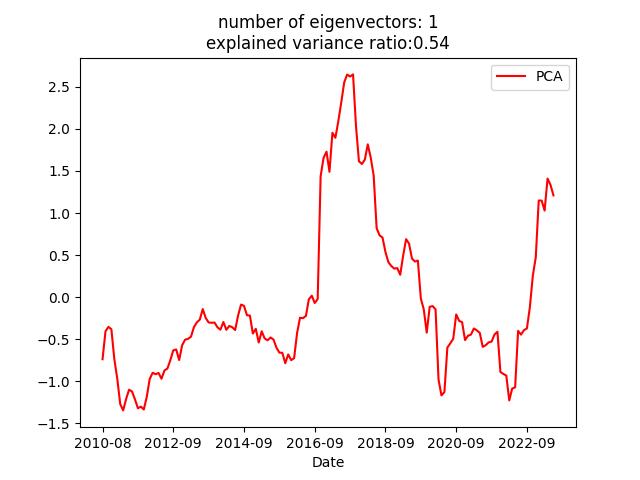 number of eigenvectors: 1
explained variance ratio:0.54
PCA
2.5
2.0
1.5
1.0
0.5
0.0
−0.5
−1.0
−1.5
2010-08 2012-09 2014-09 2016-09 2018-09 2020-09 2022-09
Date